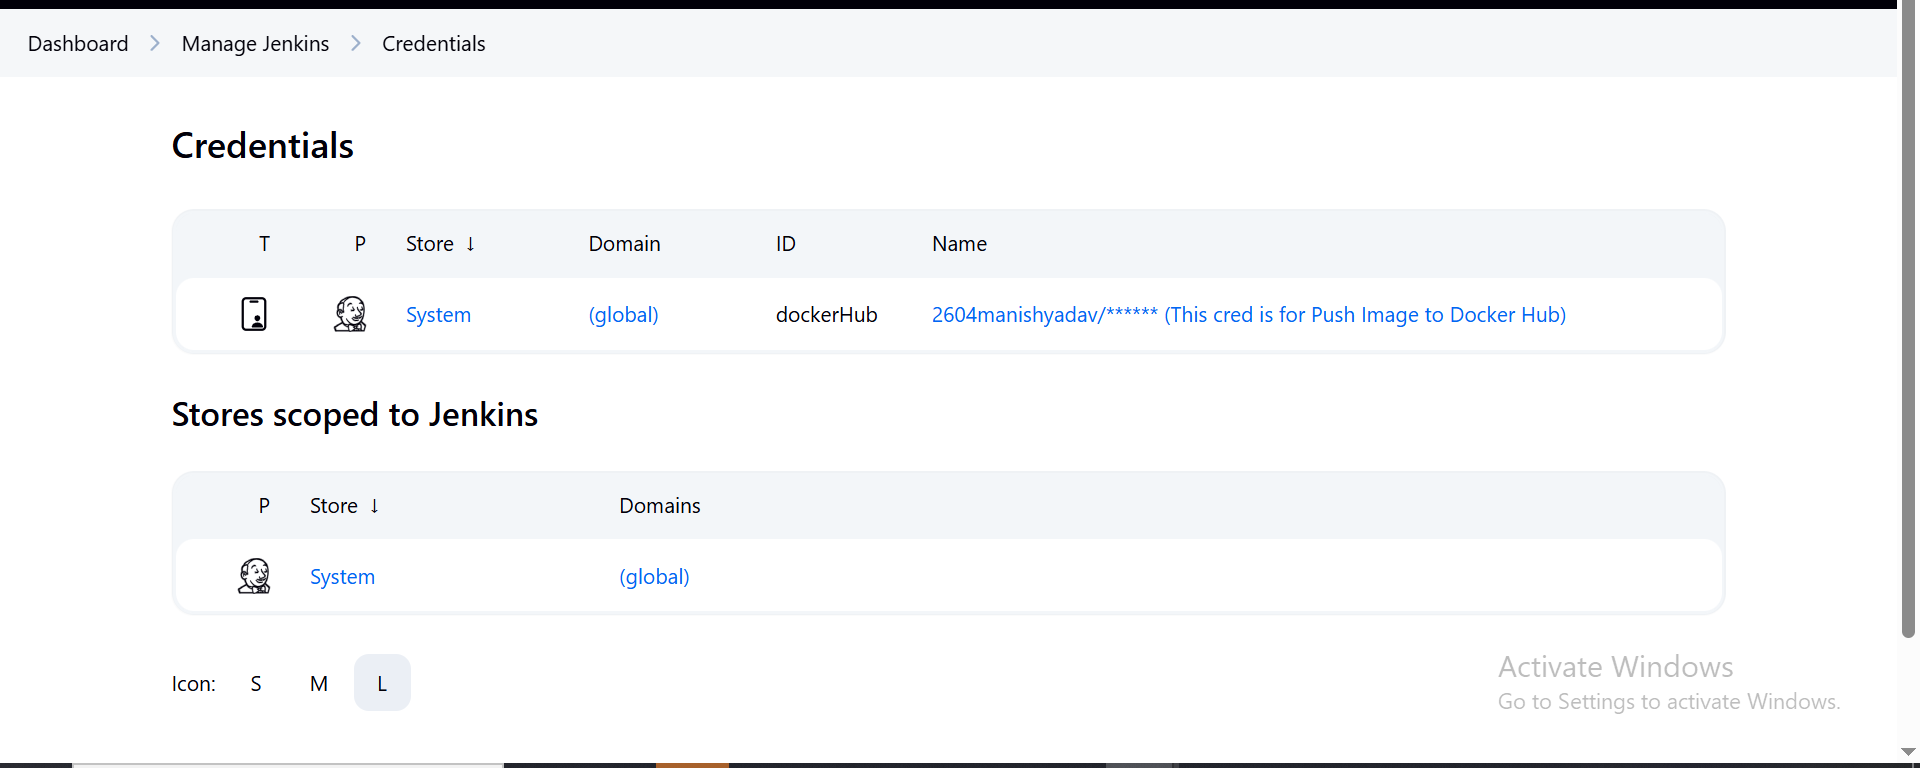 Dashboard > Manage Jenkins > Credentials
Credentials
T P Store ↓ Domain ID Name
System (global) dockerHub 2604manishyadav/****** (This cred is for Push Image to Docker Hub)
Stores scoped to Jenkins
P Store ↓ Domains
System (global)
Icon: S M L
Activate Windows
Go to Settings to activate Windows.